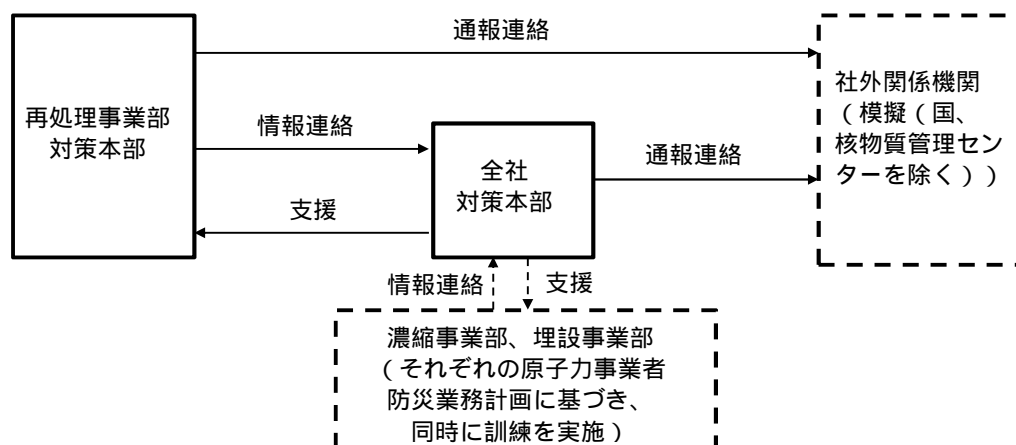 通報連絡
再処理事業部
対策本部
情報連絡
支援
全社
対策本部
通報連絡
社外関係機関
（模擬（国、
核物質管理セン
ターを除く））
情報連絡
支援
濃縮事業部、埋設事業部
（それぞれの原子力事業者
防災業務計画に基づき、
同時に訓練を実施）